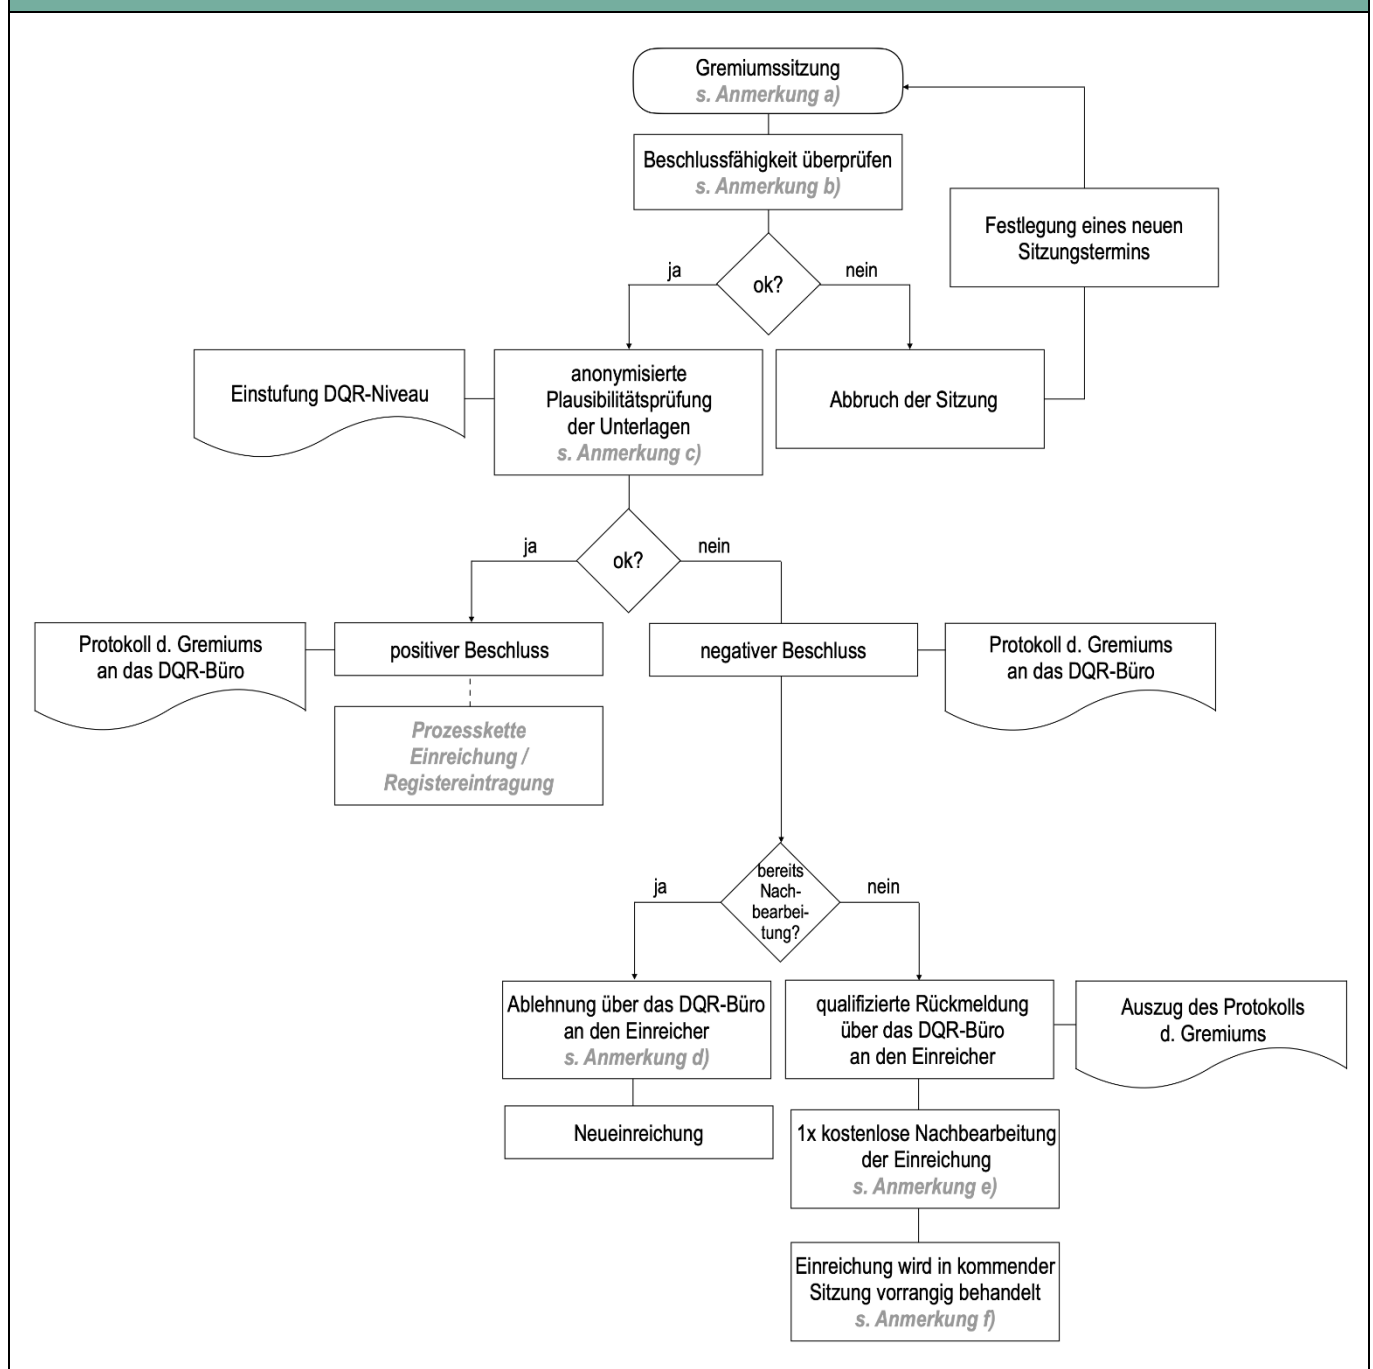 Gremiumssitzung
s. Anmerkung a)
Beschlussfähigkeit überprüfen
s. Anmerkung b)
Festlegung eines neuen
Sitzungstermins
ja
ok?
nein
Einstufung DQR-Niveau
anonymisierte
Plausibilitätsprüfung
der Unterlagen
s. Anmerkung c)
Abbruch der Sitzung
ja
ok?
nein
Protokoll d. Gremiums
an das DQR-Büro
positiver Beschluss
negativer Beschluss
Protokoll d. Gremiums
an das DQR-Büro
Prozesskette
Einreichung /
Registereintragung
ja
bereits
Nach-
bearbei-
tung?
nein
Ablehnung über das DQR-Büro
an den Einreicher
s. Anmerkung d)
qualifizierte Rückmeldung
über das DQR-Büro
an den Einreicher
Auszug des Protokolls
d. Gremiums
Neueinreichung
1x kostenlose Nachbearbeitung
der Einreichung
s. Anmerkung e)
Einreichung wird in kommender
Sitzung vorrangig behandelt
s. Anmerkung f)